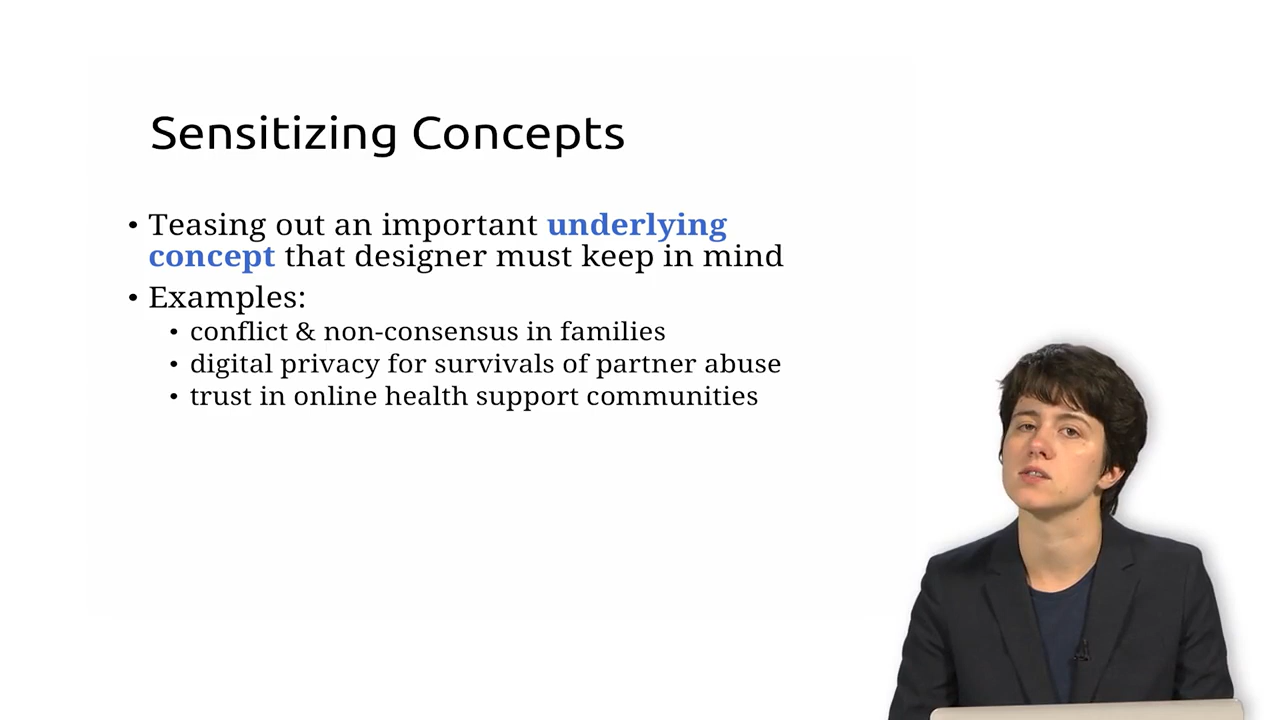 Sensitizing Concepts
• Teasing out an important underlying
concept that designer must keep in mind
• Examples:
• conflict & non-consensus in families
• digital privacy for survivals of partner abuse
• trust in online health support communities